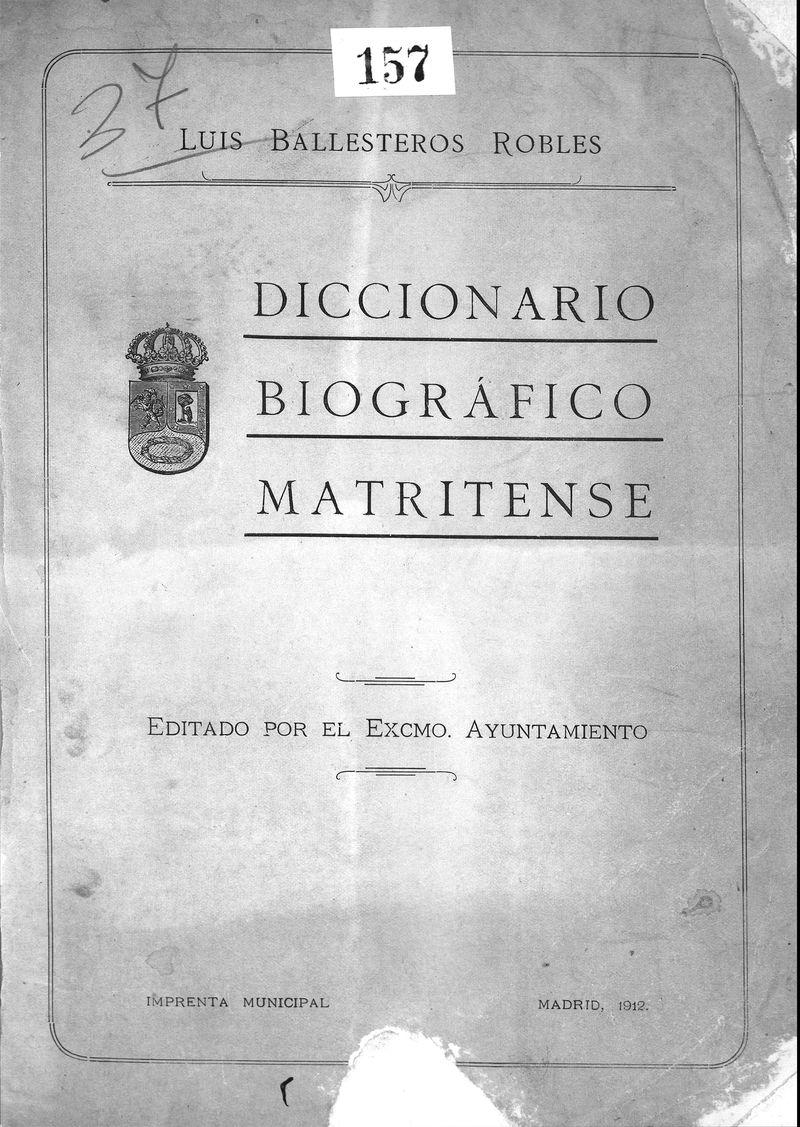 157
37
LUIS BALLESTEROS ROBLES
DICCIONARIO
BIOGRÁFICO
MATRITENSE
EDITADO POR EL EXCMO. AYUNTAMIENTO
IMPRENTA MUNICIPAL
MADRID, 1912.